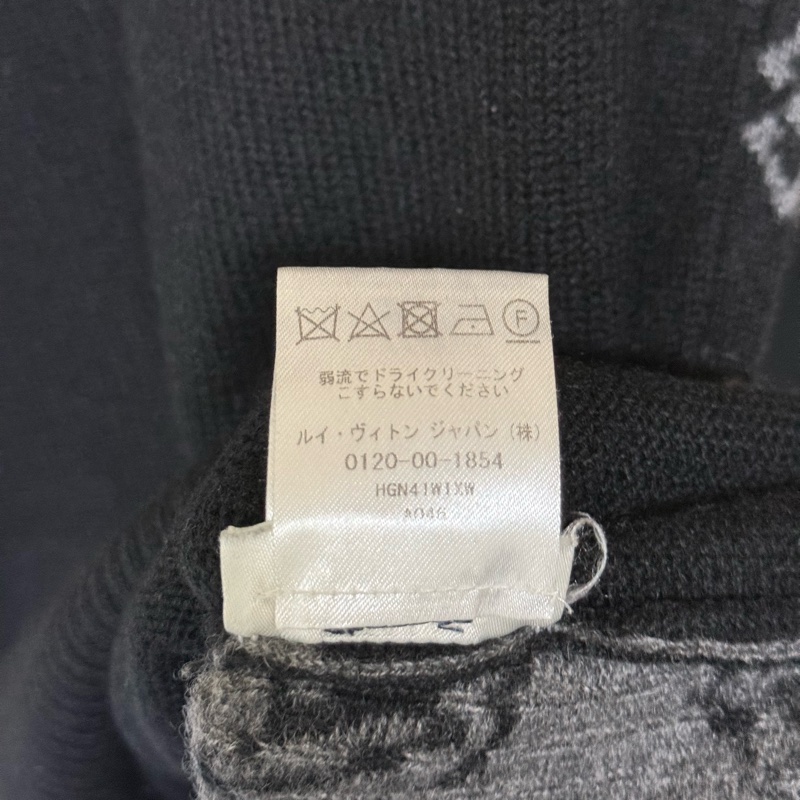 F
弱流でドライクリーニング
こすらないでください
ルイ・ヴィトン ジャパン (株)
0120-00-1854
HGN41W1XW
A046